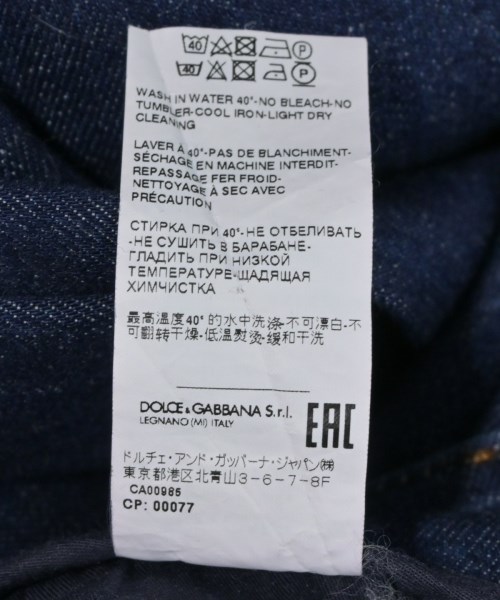 40 P
40 P
WASH IN WATER 40°-NO BLEACH-NO
TUMBLER-COOL IRON-LIGHT DRY
CLEANING
LAVER A 40°-PAS DE BLANCHIMENT-
SÉCHAGE EN MACHINE INTERDIT-
REPASSAGE FER FROID-
NETTOYAGE À SEC AVEC
PRÉCAUTION
СТИРКА ПРИ 40°-НЕ ОТБЕЛИВАТЬ
-НЕ СУШИТЬ В БАРАБАНЕ-
ГЛАДИТЬ ПРИ НИЗКОЙ
ТЕМПЕРАТУРЕ-ЩАДЯЩАЯ
ХИМЧИСТКА
最高温度40°的水中洗涤-不可漂白-不
可翻转干燥-低温熨烫-缓和干洗
DOLCE&GABBANA S.r.l.
LEGNANO (MI) ITALY
EAC
ドルチェ・アンド・ガッバーナ・ジャパン㈱
東京都港区北青山3-6-7-8F
CA00985
CP: 00077